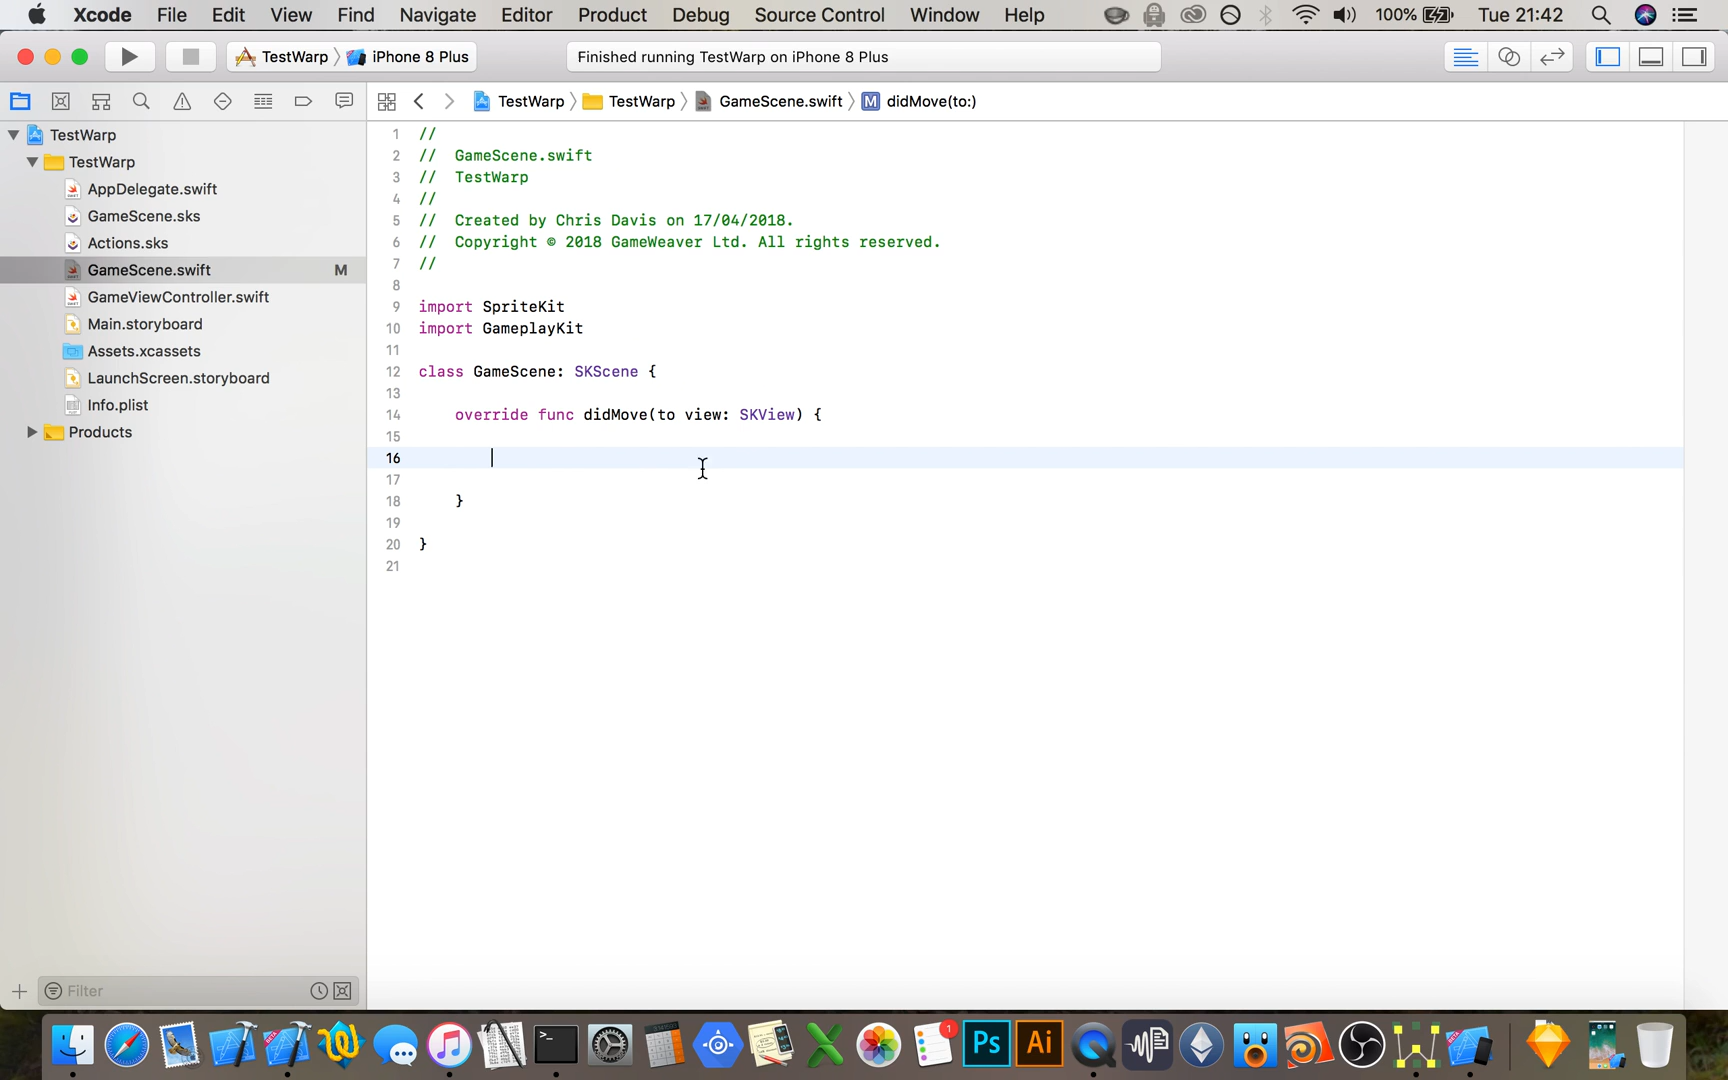 Xcode File Edit View Find Navigate Editor Product Debug Source Control Window Help 100% Tue 21:42
TestWarp iPhone 8 Plus Finished running TestWarp on iPhone 8 Plus
TestWarp TestWarp GameScene.swift M didMove(to:)
TestWarp
TestWarp
AppDelegate.swift
GameScene.sks
Actions.sks
GameScene.swift M
GameViewController.swift
Main.storyboard
Assets.xcassets
LaunchScreen.storyboard
Info.plist
Products
1 //
2 // GameScene.swift
3 // TestWarp
4 //
5 // Created by Chris Davis on 17/04/2018.
6 // Copyright © 2018 GameWeaver Ltd. All rights reserved.
7 //
8
9 import SpriteKit
10 import GameplayKit
11
12 class GameScene: SKScene {
13
14 override func didMove(to view: SKView) {
15
16
17
18 }
19
20 }
21
Filter
1 Ps Ai